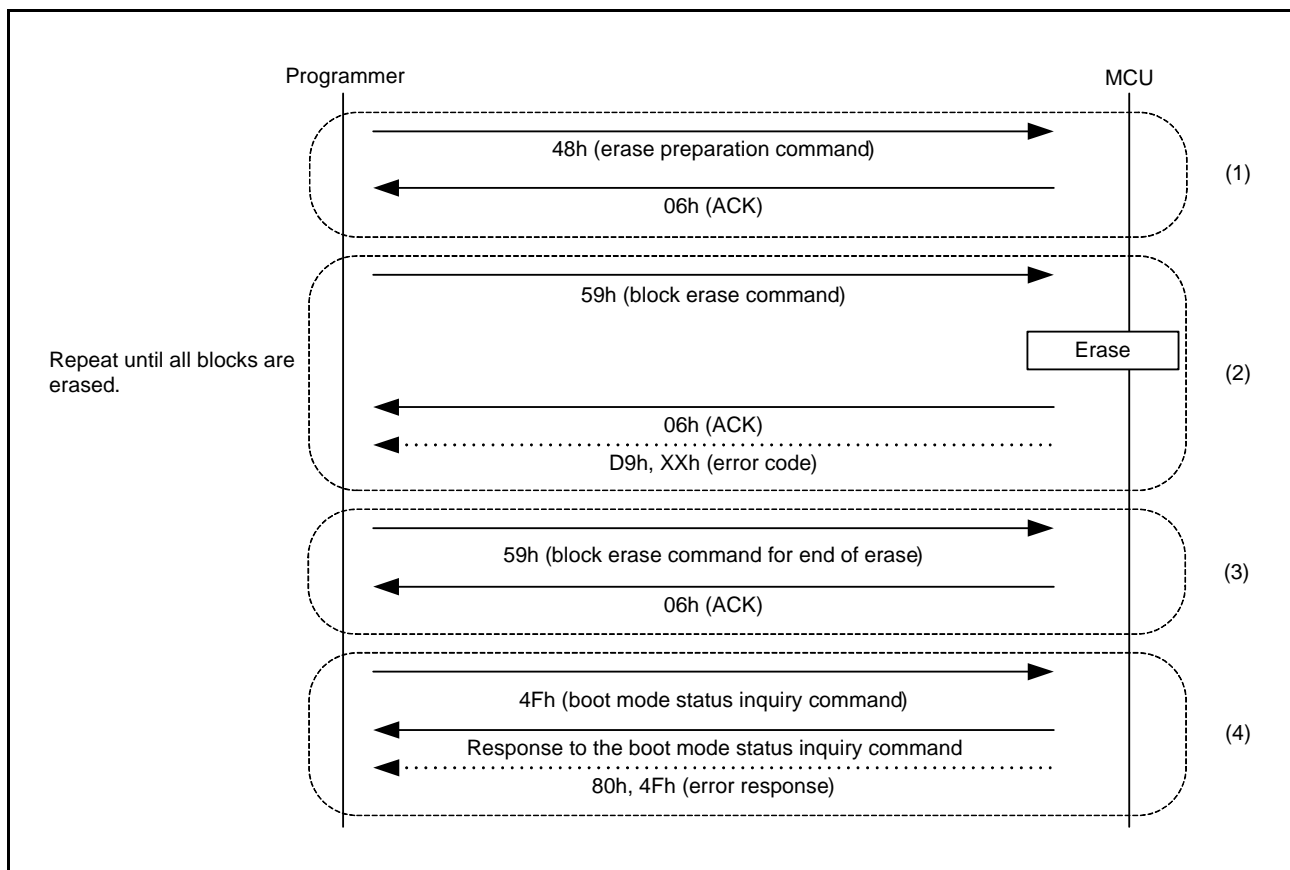 Programmer
MCU
48h (erase preparation command)
06h (ACK)
(1)
59h (block erase command)
Erase
Repeat until all blocks are
erased.
(2)
06h (ACK)
D9h, XXh (error code)
59h (block erase command for end of erase)
06h (ACK)
(3)
4Fh (boot mode status inquiry command)
Response to the boot mode status inquiry command
80h, 4Fh (error response)
(4)